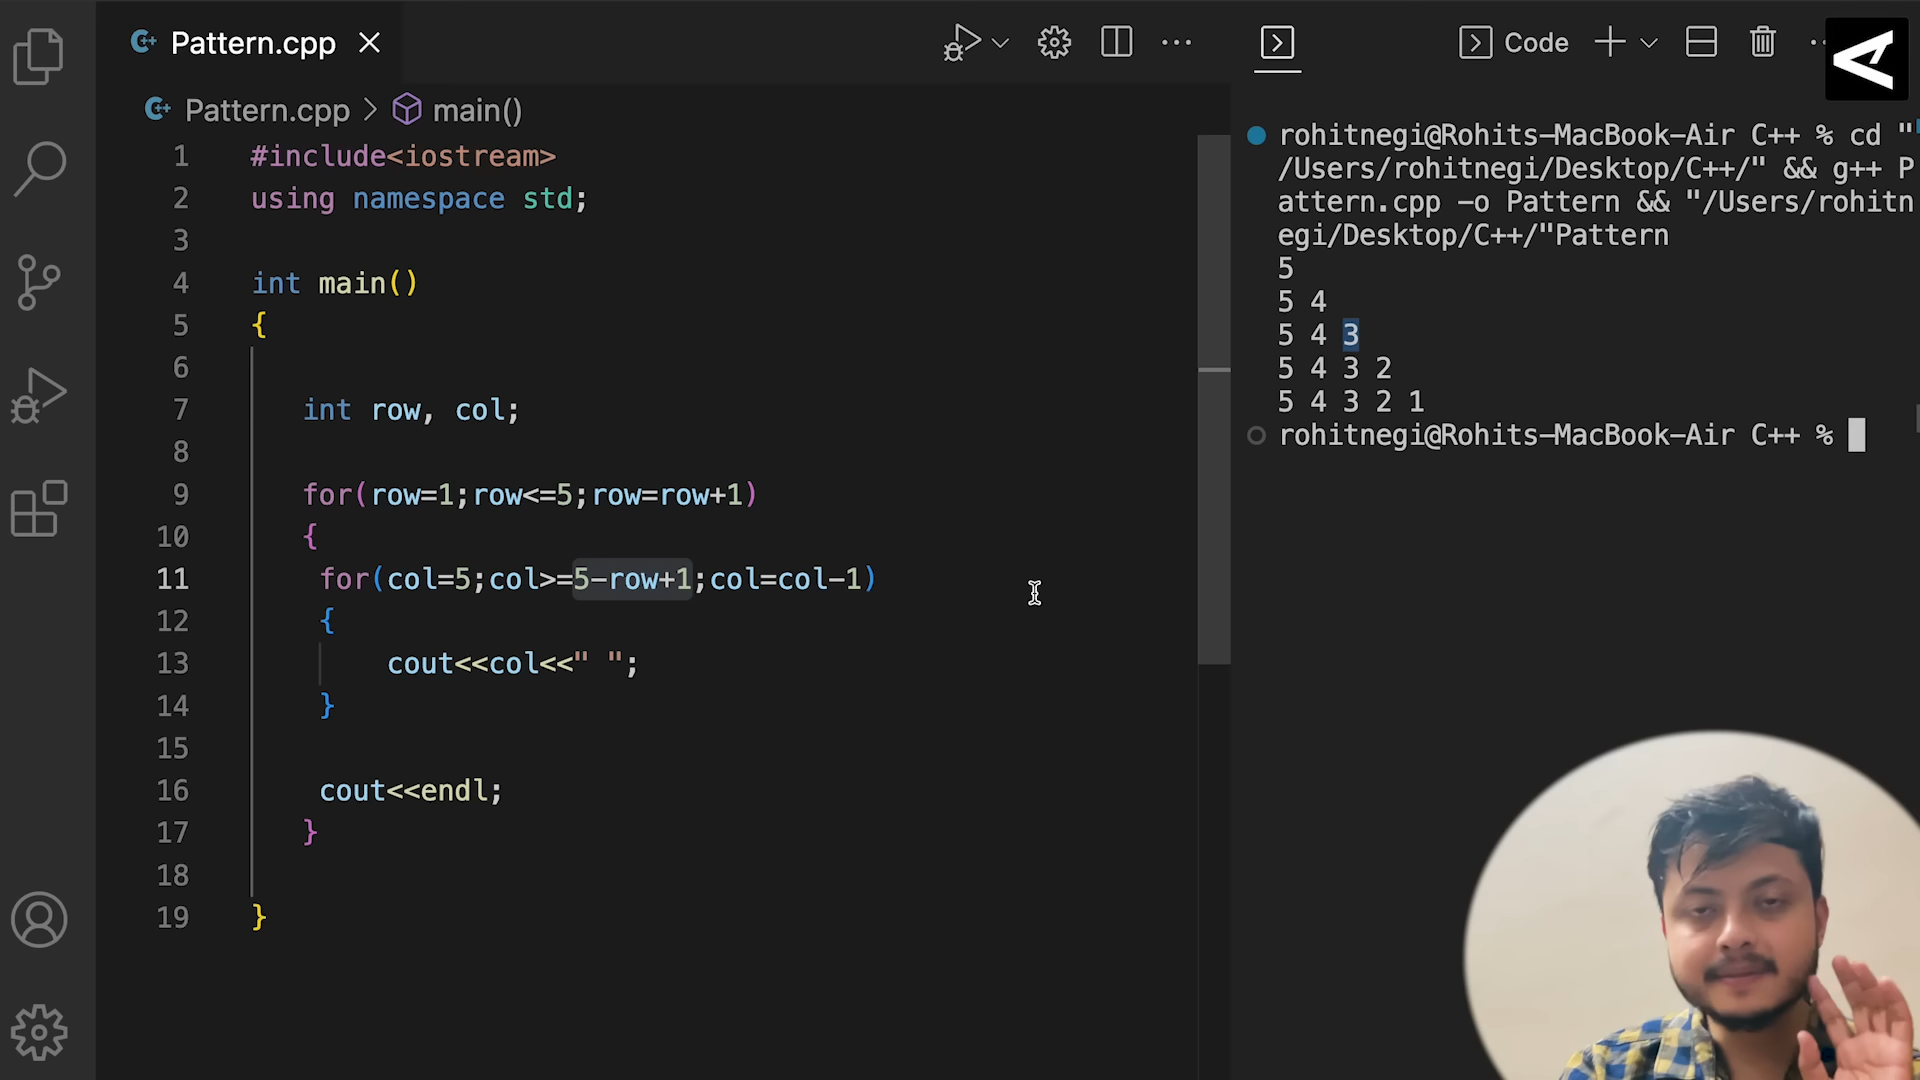 Pattern.cpp
Code
Pattern.cpp > main()
1 #include<iostream>
2 using namespace std;
3
4 int main()
5 {
6
7 int row, col;
8
9 for(row=1;row<=5;row=row+1)
10 {
11 for(col=5;col>=5-row+1;col=col-1)
12 {
13 cout<<col<<" ";
14 }
15
16 cout<<endl;
17 }
18
19 }
rohitnegi@Rohits-MacBook-Air C++ % cd "
/Users/rohitnegi/Desktop/C++/" && g++ P
attern.cpp -o Pattern && "/Users/rohitn
egi/Desktop/C++/"Pattern
5
5 4
5 4 3
5 4 3 2
5 4 3 2 1
rohitnegi@Rohits-MacBook-Air C++ %